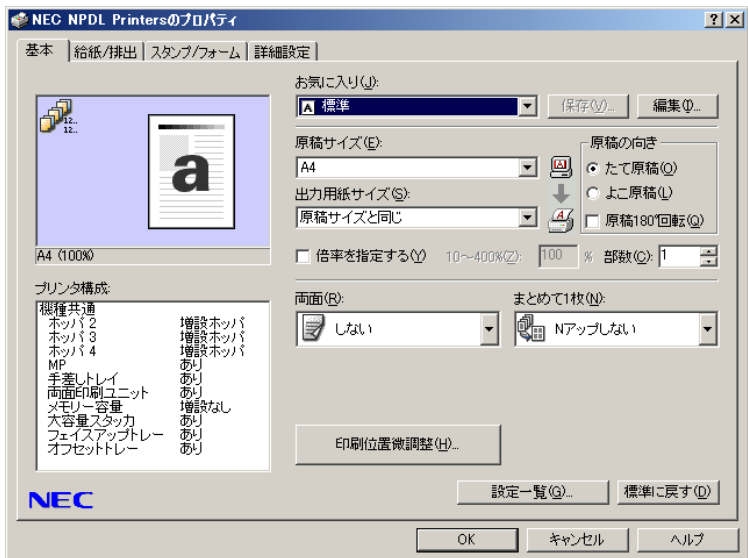 NEC NPDL Printersのプロパティ
基本 給紙/排出 スタンプ/フォーム 詳細設定
お気に入り(J):
A 標準 保存(V)... 編集(I)...
12..
12..
a
A4 (100%)
原稿サイズ(E):
A4
出力用紙サイズ(S):
原稿サイズと同じ
原稿の向き
たて原稿(O)
よこ原稿(L)
原稿180°回転(Q)
倍率を指定する(Y) 10～400%(Z): 100 % 部数(C): 1
プリンタ構成:
機種共通
ホッパ 2 増設ホッパ
ホッパ 3 増設ホッパ
ホッパ 4 増設ホッパ
MP あり
手差しトレイ あり
両面印刷ユニット あり
メモリー容量 増設なし
大容量スタッカ あり
フェイスアップトレー あり
オフセットトレー あり
両面(R): まとめて1枚(N):
しない Nアップしない
印刷位置微調整(H)...
NEC
設定一覧(G)... 標準に戻す(D)
OK キャンセル ヘルプ